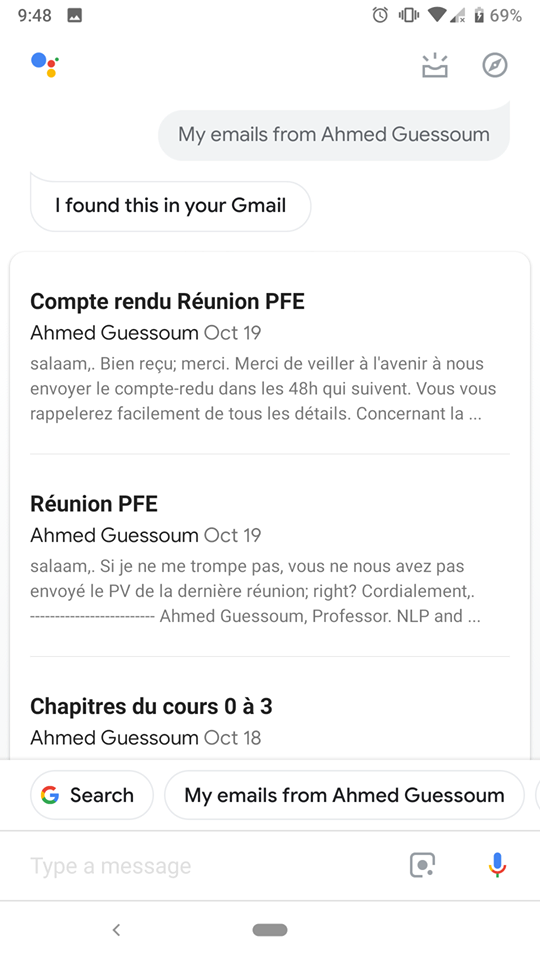 9:48 69%
My emails from Ahmed Guessoum
I found this in your Gmail
Compte rendu Réunion PFE
Ahmed Guessoum Oct 19
salaam,. Bien reçu; merci. Merci de veiller à l'avenir à nous
envoyer le compte-redu dans les 48h qui suivent. Vous vous
rappelerez facilement de tous les détails. Concernant la ...
Réunion PFE
Ahmed Guessoum Oct 19
salaam,. Si je ne me trompe pas, vous ne nous avez pas
envoyé le PV de la dernière réunion; right? Cordialement,.
------------------------- Ahmed Guessoum, Professor. NLP and ...
Chapitres du cours 0 à 3
Ahmed Guessoum Oct 18
Search My emails from Ahmed Guessoum
Type a message